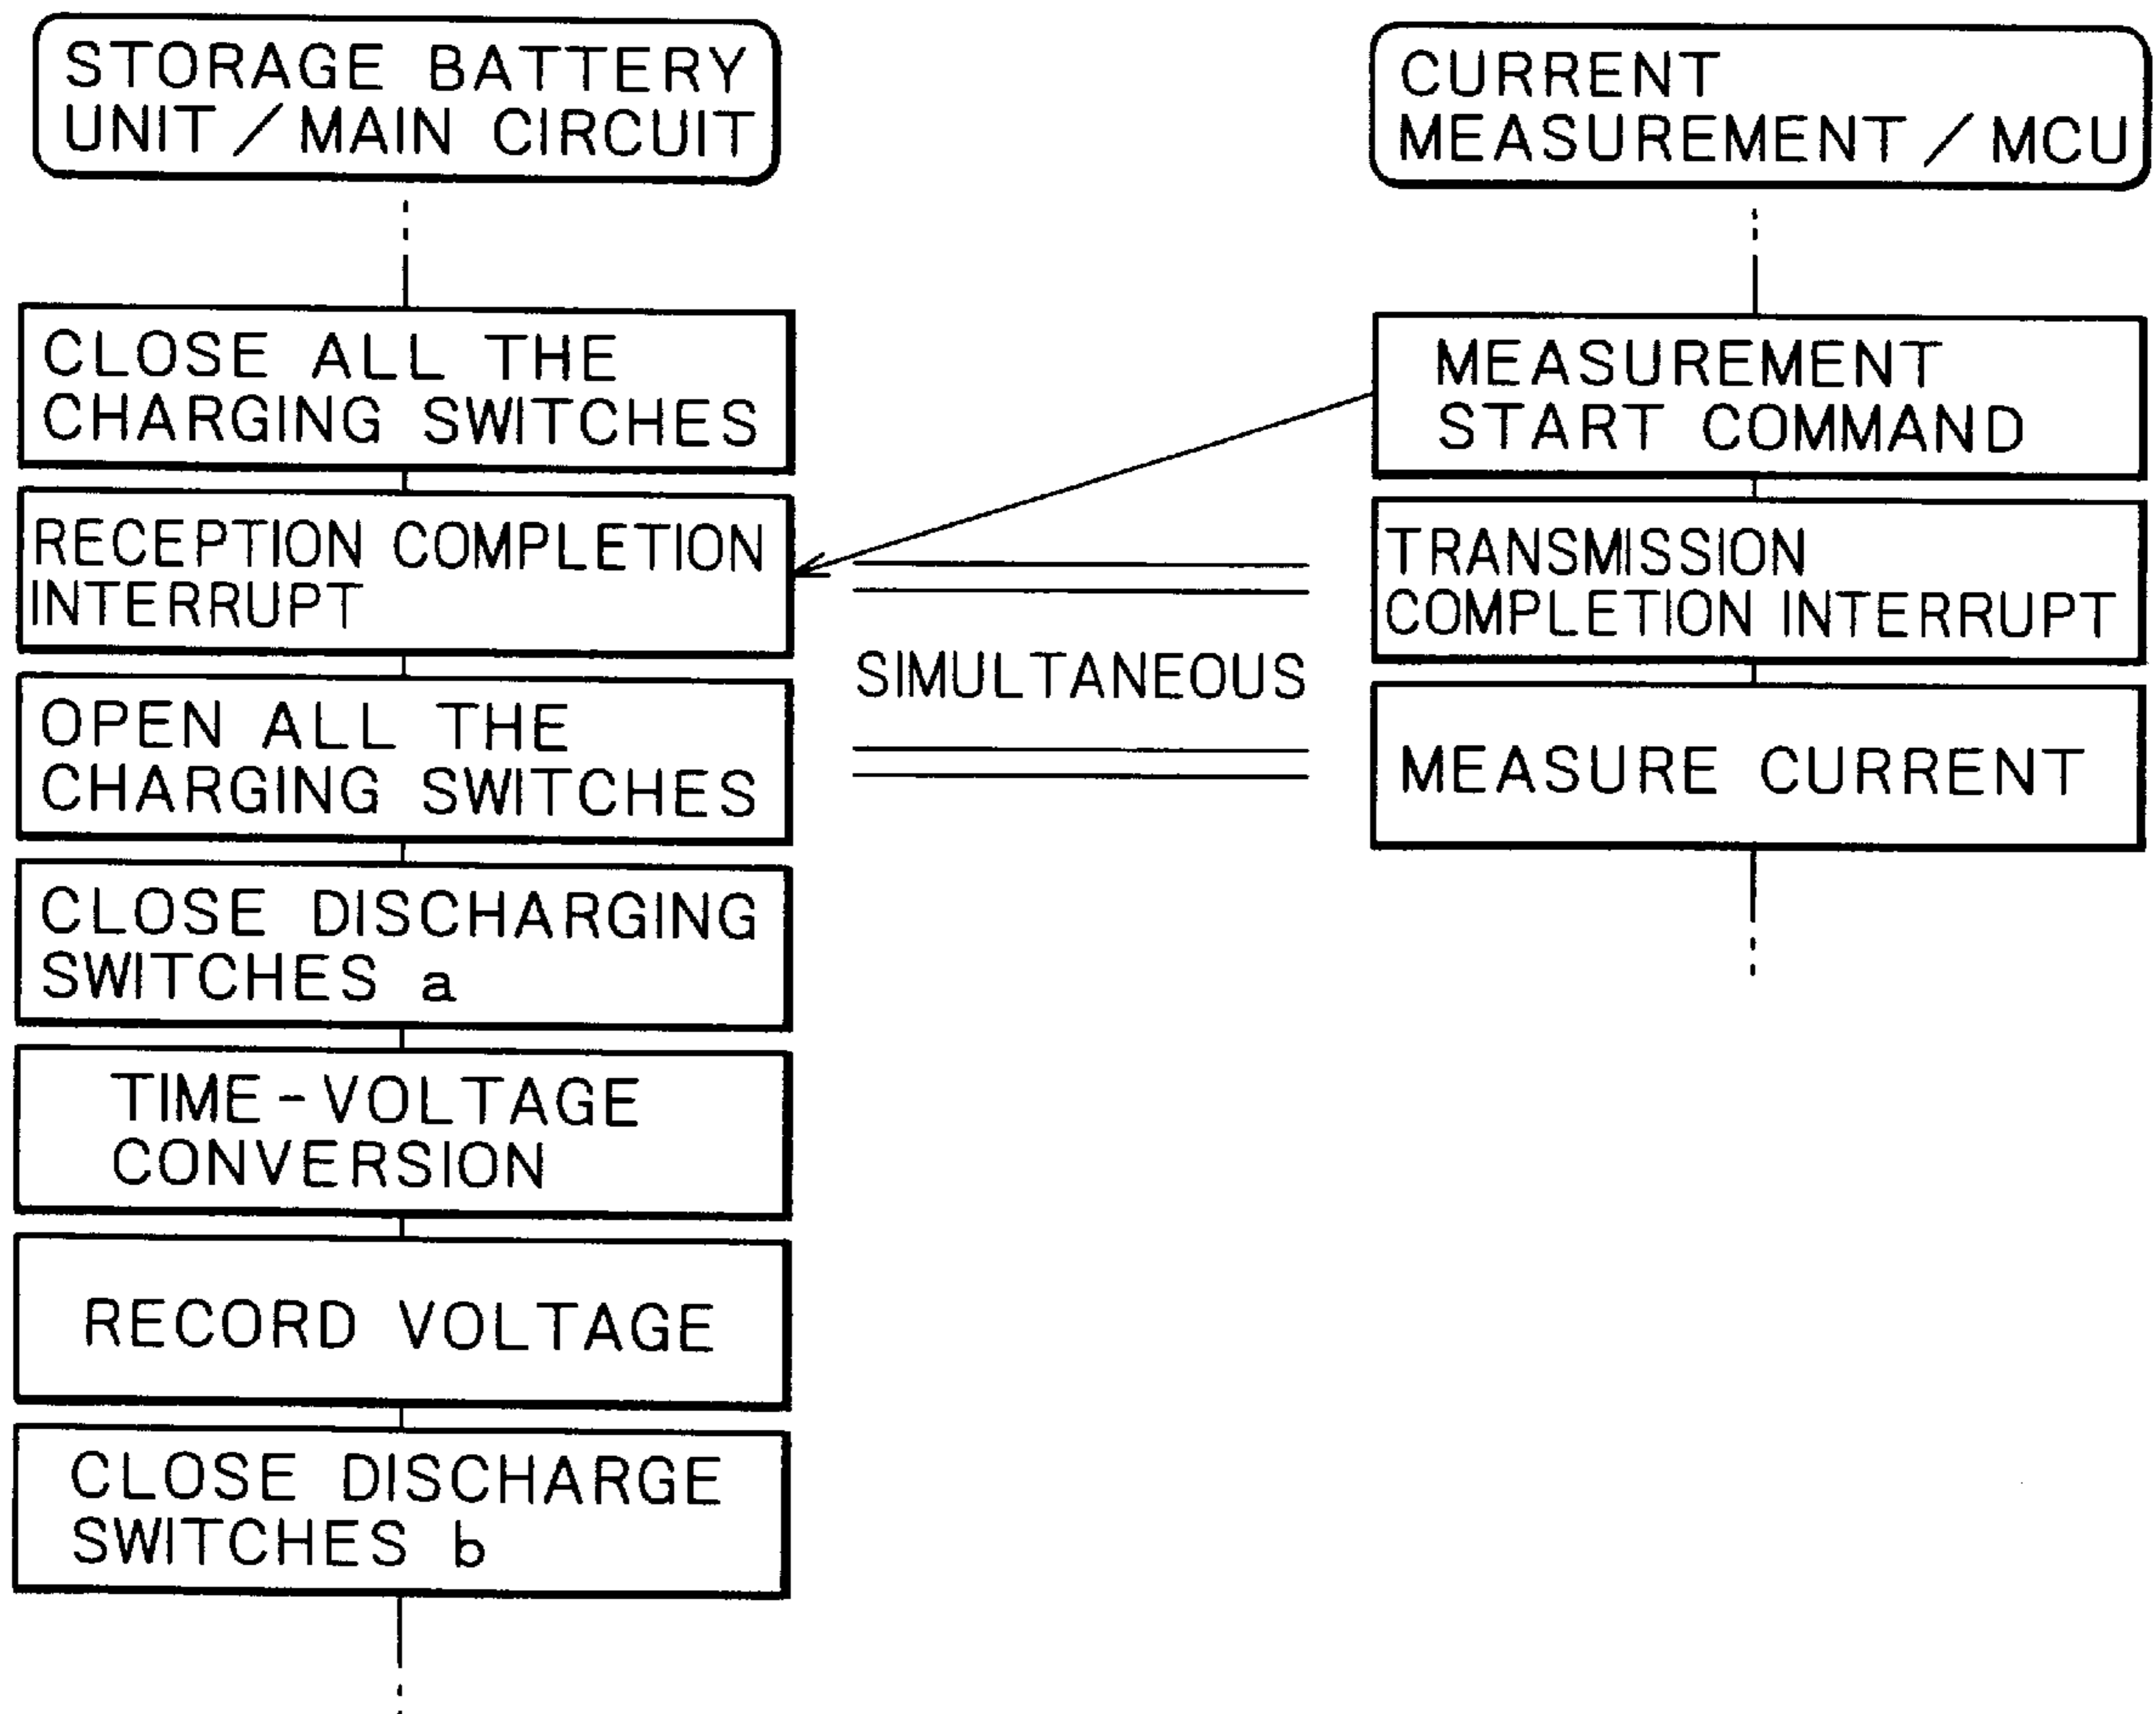 STORAGE BATTERY
UNIT / MAIN CIRCUIT
CURRENT
MEASUREMENT / MCU
CLOSE ALL THE
CHARGING SWITCHES
MEASUREMENT
START COMMAND
RECEPTION COMPLETION
INTERRUPT
TRANSMISSION
COMPLETION INTERRUPT
SIMULTANEOUS
OPEN ALL THE
CHARGING SWITCHES
MEASURE CURRENT
CLOSE DISCHARGING
SWITCHES a
TIME-VOLTAGE
CONVERSION
RECORD VOLTAGE
CLOSE DISCHARGE
SWITCHES b